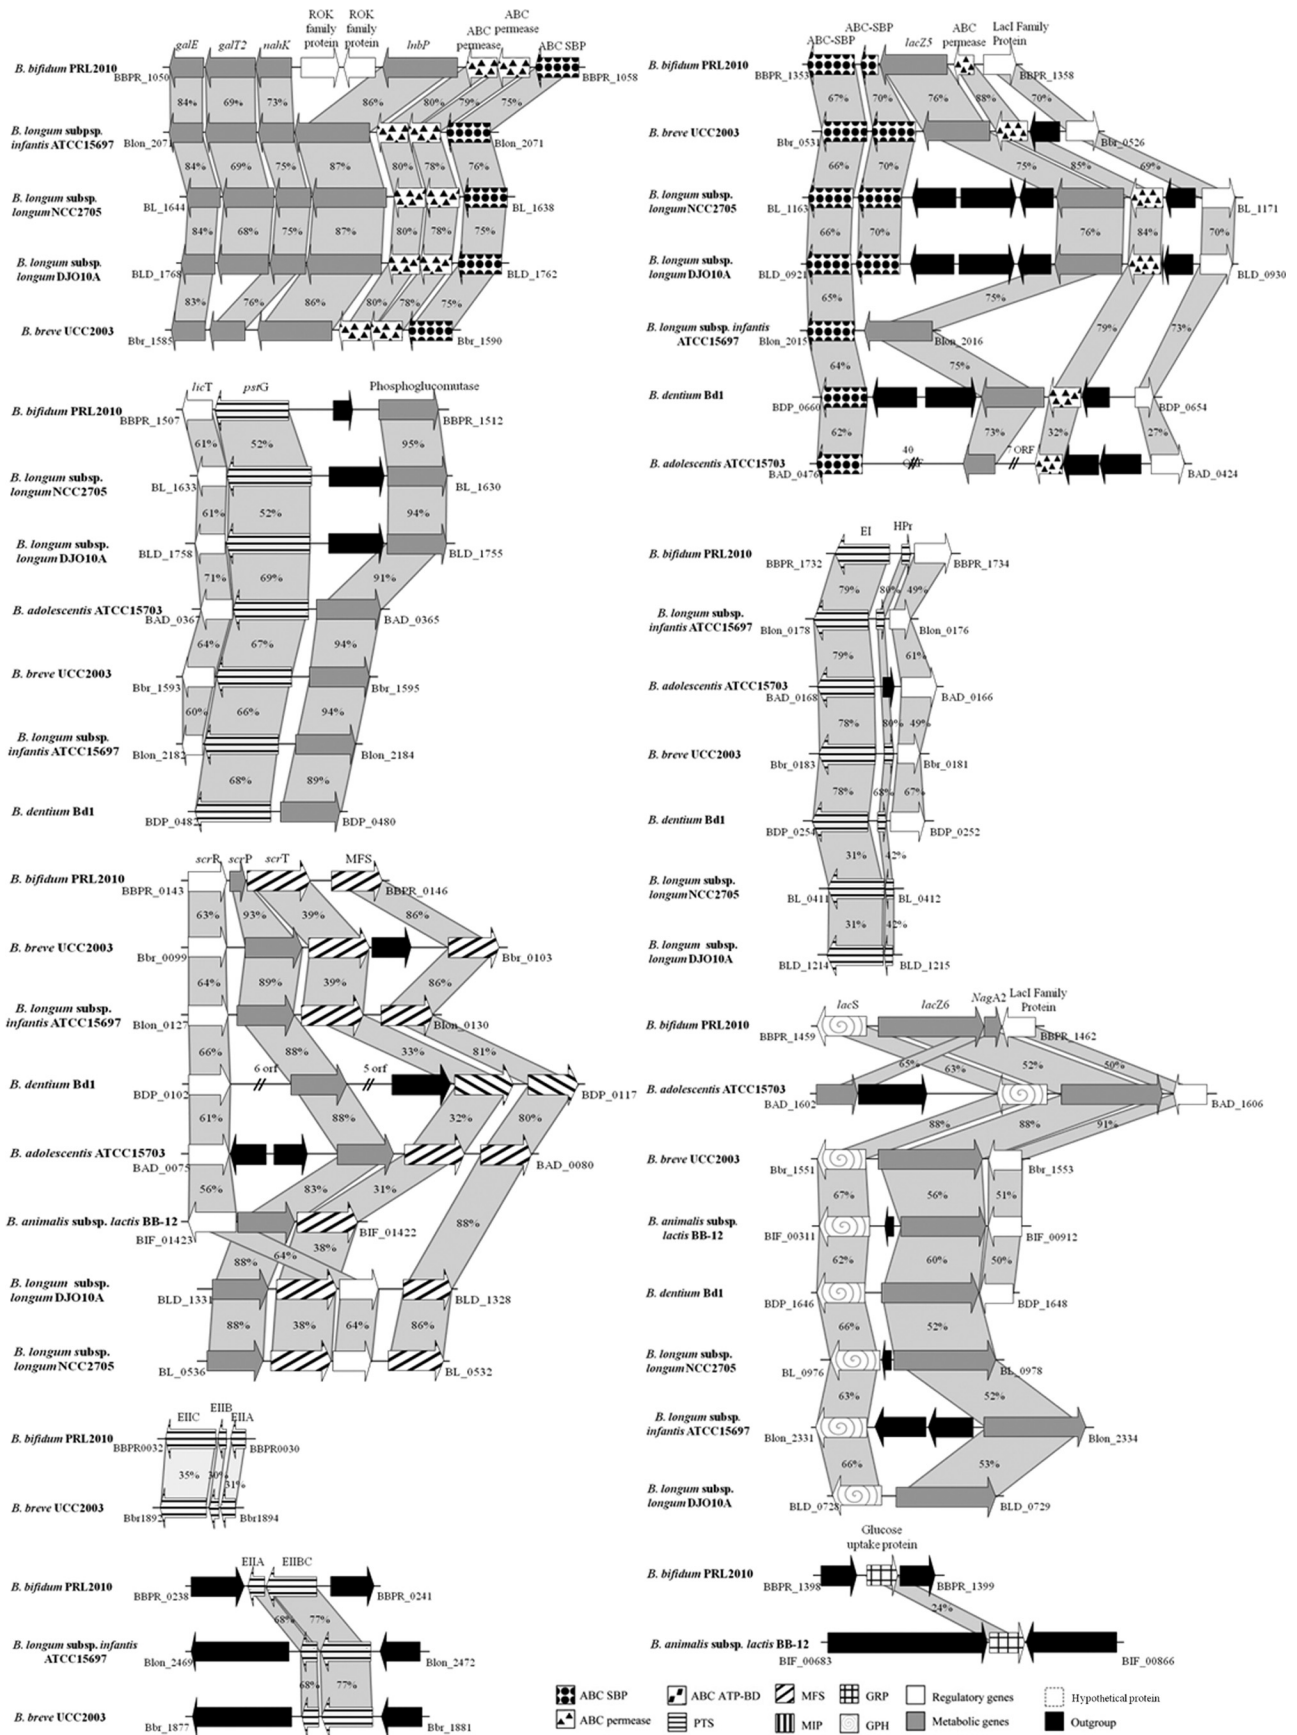 ROK family protein
ROK family protein
ABC permease
ABC permease
galE galT2 nahK lnbP ABC SBP
B. bifidum PRL2010 BBPR_1050 BBPR_1058
84% 69% 73% 86% 80% 79% 75%
B. longum subpsp. infantis ATCC15697 Blon_2071 Blon_2071
84% 69% 75% 87% 80% 78% 76%
B. longum subsp. longum NCC2705 BL_1644 BL_1638
84% 68% 75% 87% 80% 78% 75%
B. longum subsp. longum DJO10A BLD_1768 BLD_1762
83% 76% 86% 80% 78% 75%
B. breve UCC2003 Bbr_1585 Bbr_1590
licT pstG Phosphoglucomutase
B. bifidum PRL2010 BBPR_1507 BBPR_1512
61% 52% 95%
B. longum subsp. longum NCC2705 BL_1633 BL_1630
61% 52% 94%
B. longum subsp. longum DJO10A BLD_1758 BLD_1755
71% 69% 91%
B. adolescentis ATCC15703 BAD_0367 BAD_0365
64% 67% 94%
B. breve UCC2003 Bbr_1593 Bbr_1595
60% 66% 94%
B. longum subsp. infantis ATCC15697 Blon_2182 Blon_2184
68% 89%
B. dentium Bd1 BDP_0482 BDP_0480
scrR scrP scrT MFS
B. bifidum PRL2010 BBPR_0143 BBPR_0146
63% 93% 39% 86%
B. breve UCC2003 Bbr_0099 Bbr_0103
64% 89% 39% 86%
B. longum subsp. infantis ATCC15697 Blon_0127 Blon_0130
66% 88% 33% 81%
B. dentium Bd1 BDP_0102 6 orf 5 orf BDP_0117
61% 88% 32% 80%
B. adolescentis ATCC15703 BAD_0075 BAD_0080
56% 83% 31% 88%
B. animalis subsp. lactis BB-12 BIF_01423 BIF_01422
88% 64% 38%
B. longum subsp. longum DJO10A BLD_1331 BLD_1328
88% 38% 64% 86%
B. longum subsp. longum NCC2705 BL_0536 BL_0532
EIIC EIIB EIIA
B. bifidum PRL2010 BBPR0032 BBPR0030
35% 30% 31%
B. breve UCC2003 Bbr1892 Bbr1894
EIIA EIIBC
B. bifidum PRL2010 BBPR_0238 BBPR_0241
68% 77%
B. longum subsp. infantis ATCC15697 Blon_2469 Blon_2472
68% 77%
B. breve UCC2003 Bbr_1877 Bbr_1881
ABC-SBP ABC-SBP lacZ5 ABC permease LacI Family Protein
B. bifidum PRL2010 BBPR_1353 BBPR_1358
67% 70% 76% 88% 70%
B. breve UCC2003 Bbr_0531 Bbr_0526
66% 70% 75% 85% 69%
B. longum subsp. longum NCC2705 BL_1163 BL_1171
66% 70% 76% 84% 70%
B. longum subsp. longum DJO10A BLD_0921 BLD_0930
65% 75% 79% 73%
B. longum subsp. infantis ATCC15697 Blon_2015 Blon_2016
64% 75%
B. dentium Bd1 BDP_0660 BDP_0654
62% 73% 32% 27%
B. adolescentis ATCC15703 BAD_0476 40 ORF 7 ORF BAD_0424
EI HPr
B. bifidum PRL2010 BBPR_1732 BBPR_1734
79% 80% 49%
B. longum subsp. infantis ATCC15697 Blon_0178 Blon_0176
79% 61%
B. adolescentis ATCC15703 BAD_0168 BAD_0166
78% 80% 49%
B. breve UCC2003 Bbr_0183 Bbr_0181
78% 68% 67%
B. dentium Bd1 BDP_0254 BDP_0252
31% 42%
B. longum subsp. longum NCC2705 BL_0411 BL_0412
31% 42%
B. longum subsp. longum DJO10A BLD_1214 BLD_1215
lacS lacZ6 NagA2 LacI Family Protein
B. bifidum PRL2010 BBPR_1459 BBPR_1462
65% 63% 52% 50%
B. adolescentis ATCC15703 BAD_1602 BAD_1606
88% 88% 91%
B. breve UCC2003 Bbr_1551 Bbr_1553
67% 56% 51%
B. animalis subsp. lactis BB-12 BIF_00311 BIF_00912
62% 60% 50%
B. dentium Bd1 BDP_1646 BDP_1648
66% 52%
B. longum subsp. longum NCC2705 BL_0976 BL_0978
63% 52%
B. longum subsp. infantis ATCC15697 Blon_2331 Blon_2334
66% 53%
B. longum subsp. longum DJO10A BLD_0728 BLD_0729
Glucose uptake protein
B. bifidum PRL2010 BBPR_1398 BBPR_1399
24%
B. animalis subsp. lactis BB-12 BIF_00683 BIF_00866
ABC SBP ABC ATP-BD MFS GRP Regulatory genes Hypothetical protein
ABC permease PTS MIP GPH Metabolic genes Outgroup